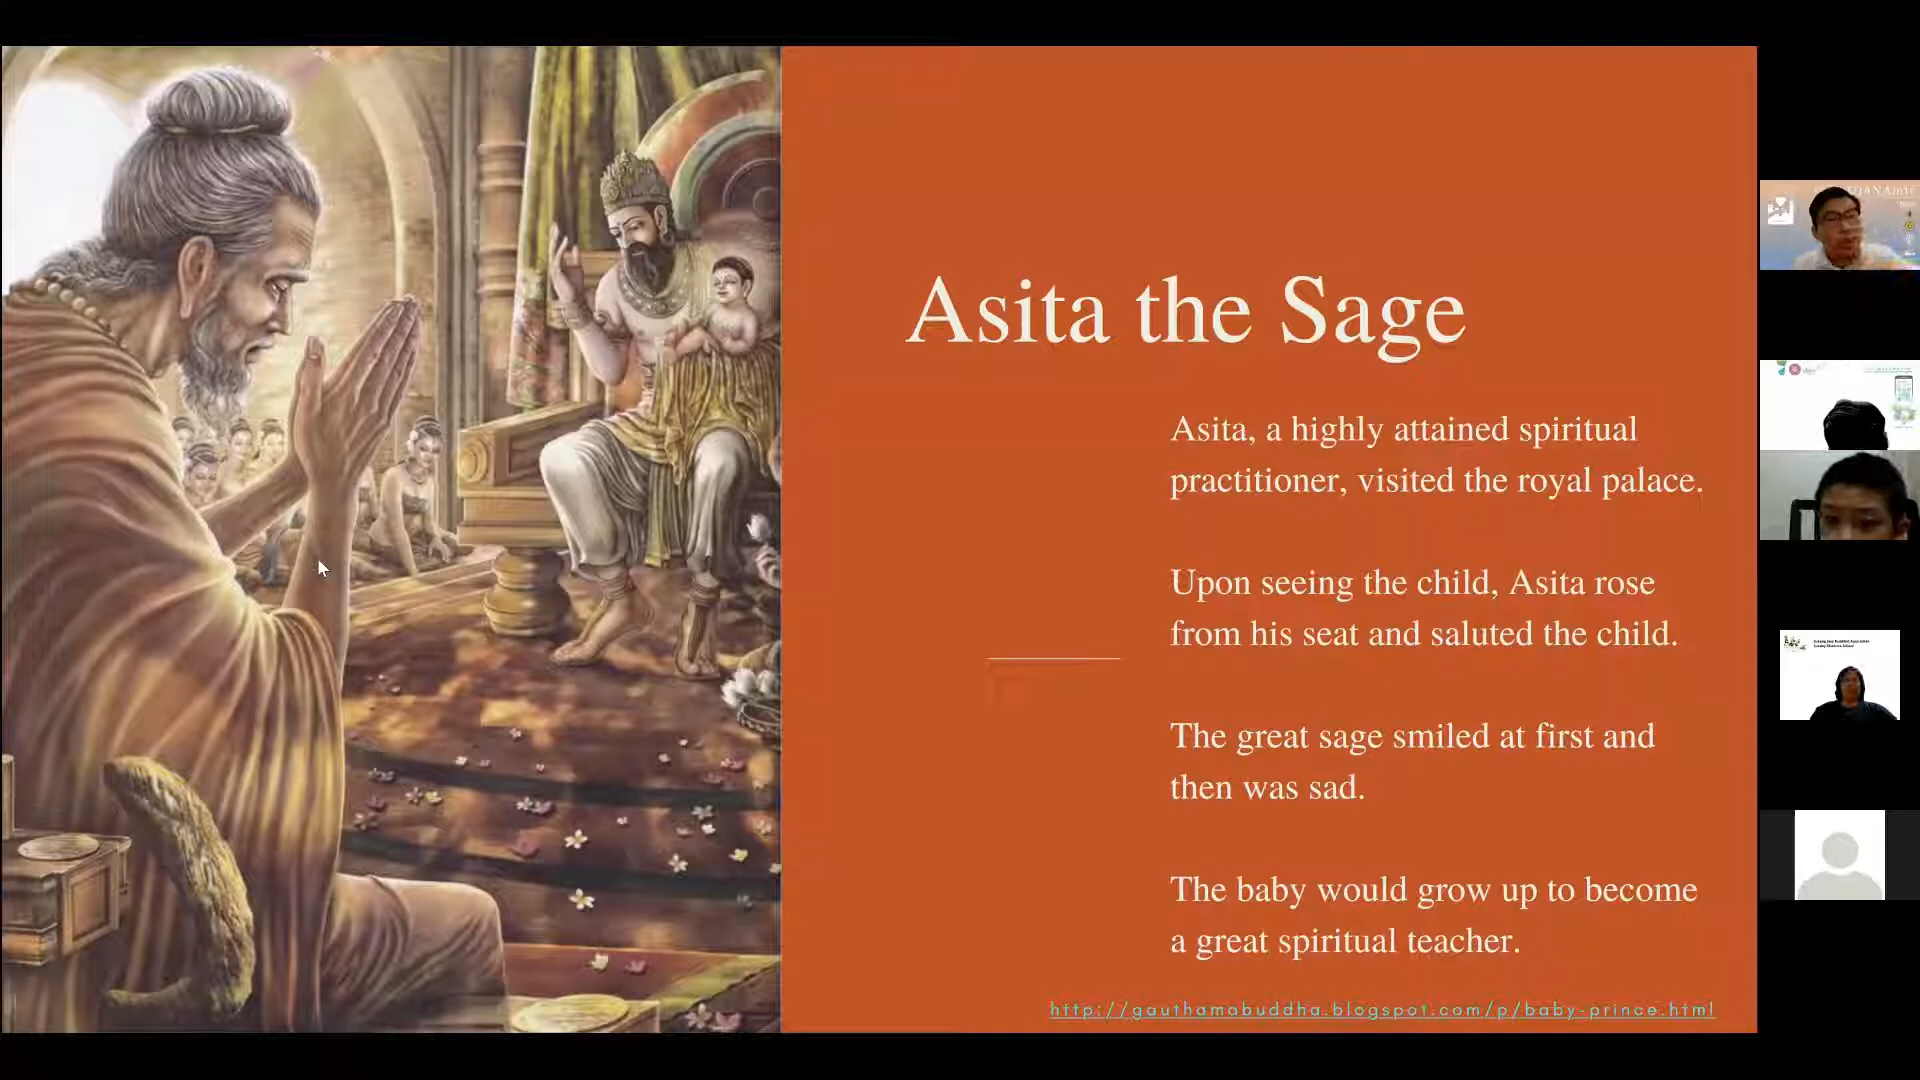 Asita the Sage
Asita, a highly attained spiritual
practitioner, visited the royal palace.
Upon seeing the child, Asita rose
from his seat and saluted the child.
The great sage smiled at first and
then was sad.
The baby would grow up to become
a great spiritual teacher.
http://gauthamabuddha.blogspot.com/p/baby-prince.html